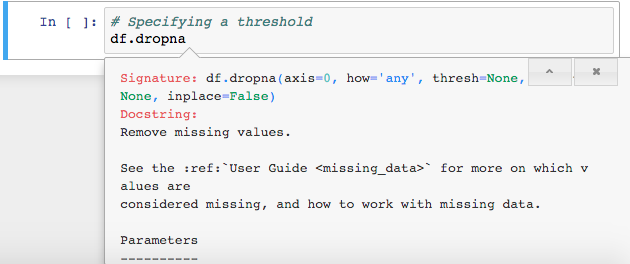 In [ ]: # Specifying a threshold
df.dropna
Signature: df.dropna(axis=0, how='any', thresh=None,
None, inplace=False)
Docstring:
Remove missing values.
See the :ref:`User Guide <missing_data>` for more on which v
alues are
considered missing, and how to work with missing data.
Parameters
----------